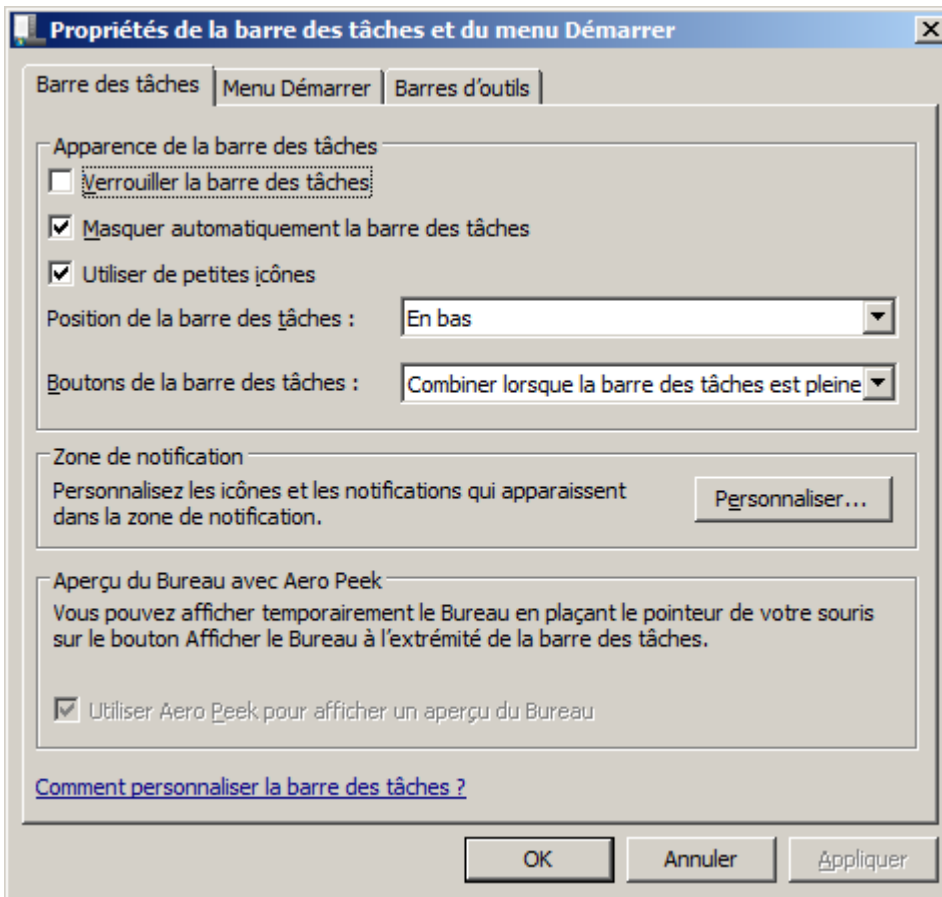 Propriétés de la barre des tâches et du menu Démarrer
Barre des tâches
Menu Démarrer
Barres d'outils
Apparence de la barre des tâches
Verrouiller la barre des tâches
Masquer automatiquement la barre des tâches
Utiliser de petites icônes
Position de la barre des tâches :
En bas
Boutons de la barre des tâches :
Combiner lorsque la barre des tâches est pleine
Zone de notification
Personnalisez les icônes et les notifications qui apparaissent
dans la zone de notification.
Personnaliser...
Aperçu du Bureau avec Aero Peek
Vous pouvez afficher temporairement le Bureau en plaçant le pointeur de votre souris
sur le bouton Afficher le Bureau à l'extrémité de la barre des tâches.
Utiliser Aero Peek pour afficher un aperçu du Bureau
Comment personnaliser la barre des tâches ?
OK
Annuler
Appliquer